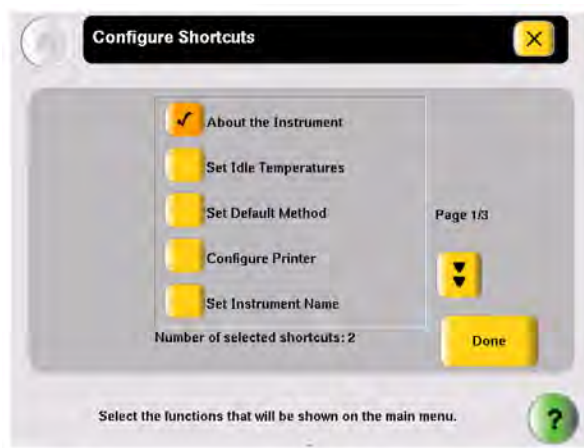 Configure Shortcuts
About the Instrument
Set Idle Temperatures
Set Default Method
Page 1/3
Configure Printer
Set Instrument Name
Number of selected shortcuts: 2
Done
Select the functions that will be shown on the main menu.
?